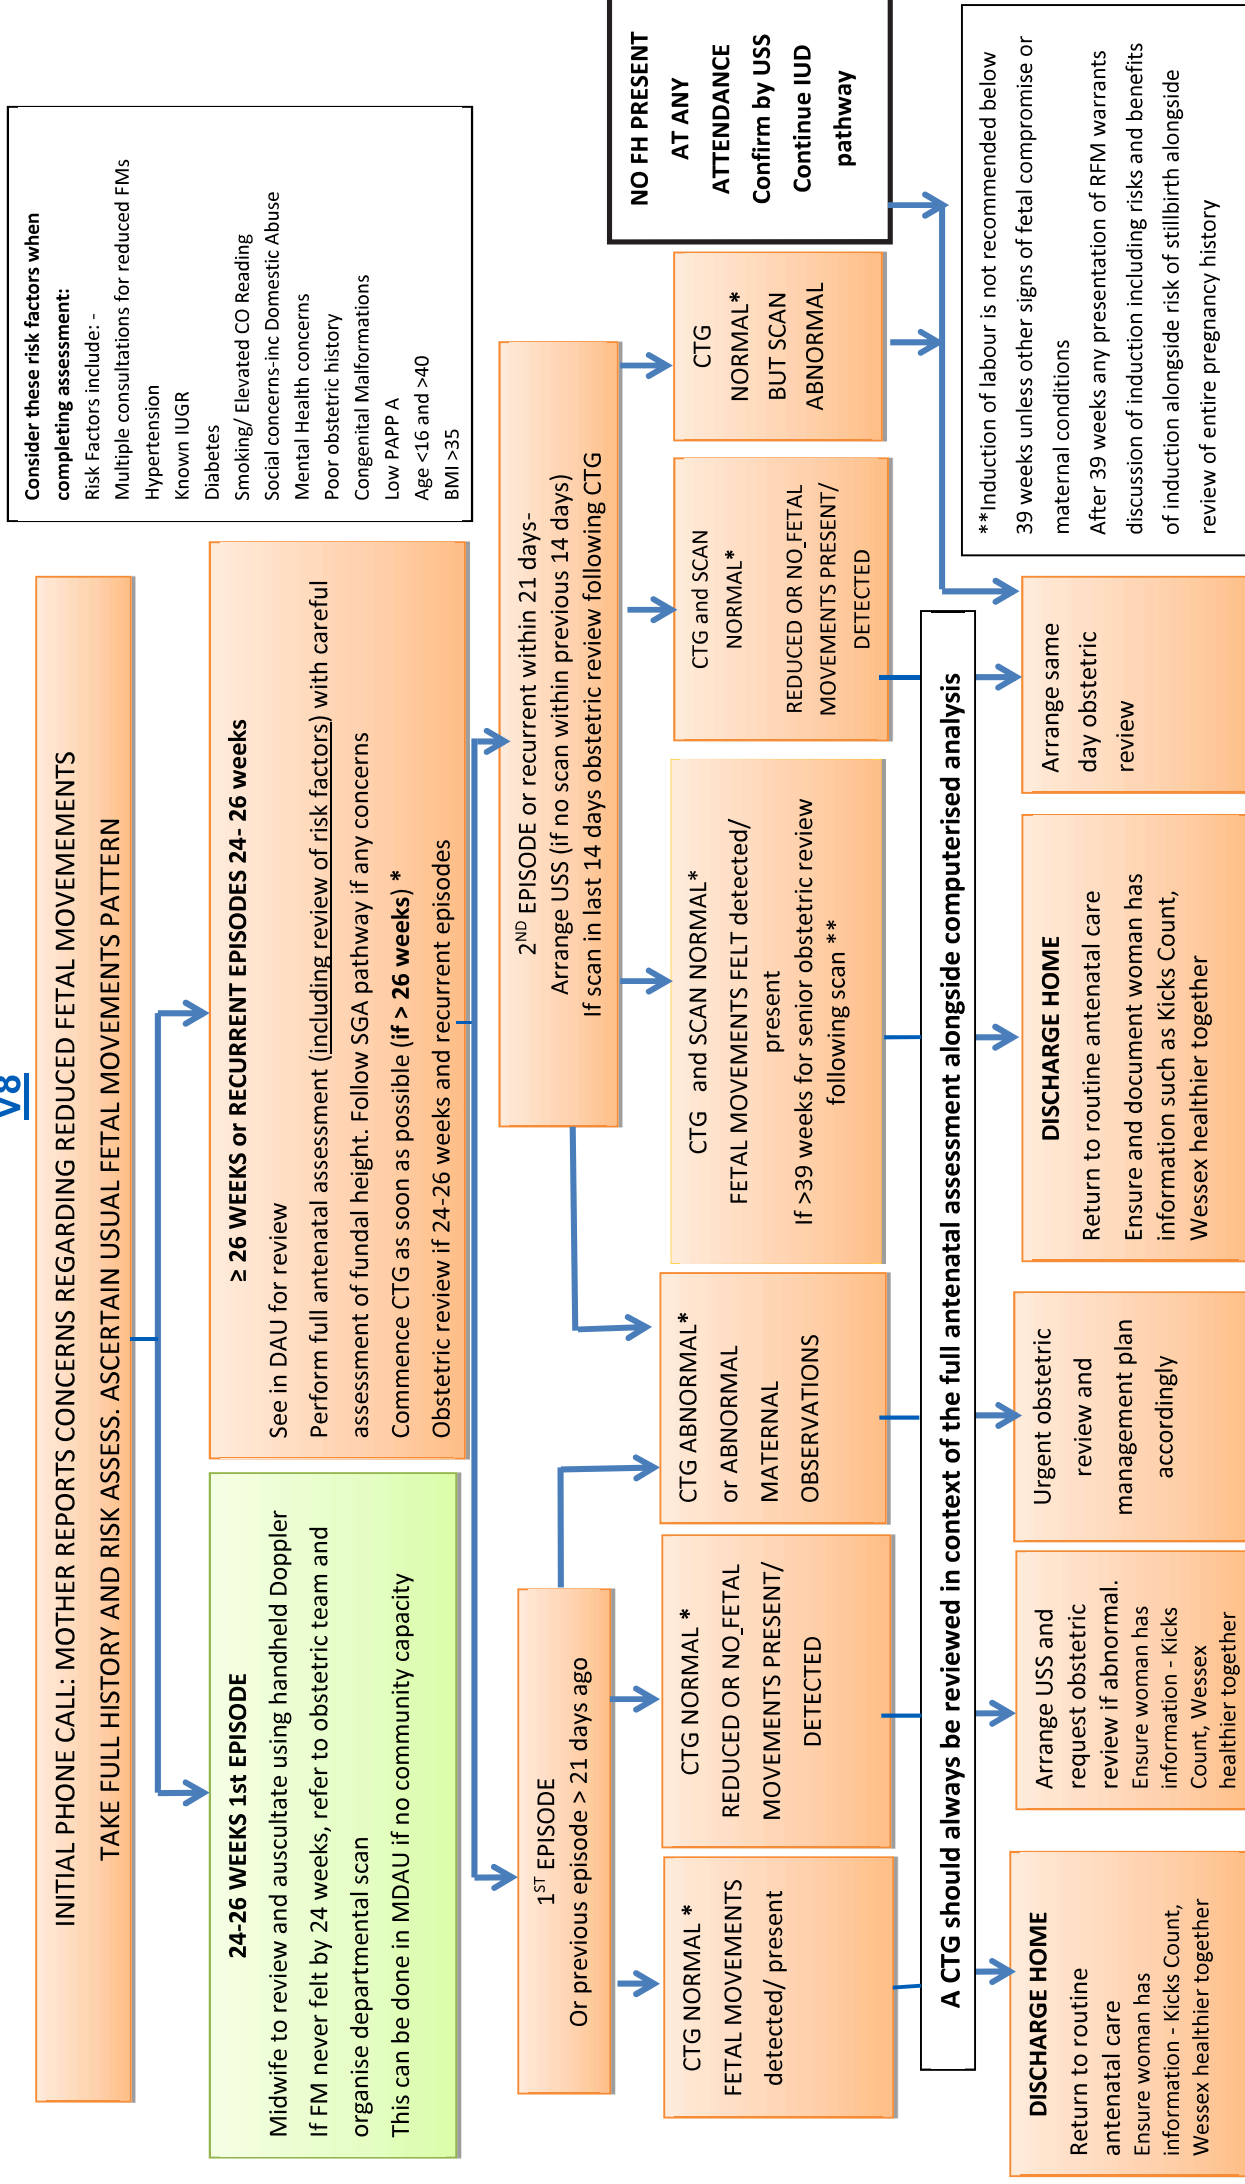 V8
INITIAL PHONE CALL: MOTHER REPORTS CONCERNS REGARDING REDUCED FETAL MOVEMEMENTS
TAKE FULL HISTORY AND RISK ASSESS. ASCERTAIN USUAL FETAL MOVEMENTS PATTERN
Consider these risk factors when
completing assessment:
Risk Factors include: -
Multiple consultations for reduced FMs
Hypertension
Known IUGR
Diabetes
Smoking/ Elevated CO Reading
Social concerns-inc Domestic Abuse
Mental Health concerns
Poor obstetric history
Congenital Malformations
Low PAPP A
Age <16 and >40
BMI >35
24-26 WEEKS 1st EPISODE
Midwife to review and auscultate using handheld Doppler
If FM never felt by 24 weeks, refer to obstetric team and
organise departmental scan
This can be done in MDAU if no community capacity
≥ 26 WEEKS or RECURRENT EPISODES 24- 26 weeks
See in DAU for review
Perform full antenatal assessment (including review of risk factors) with careful
assessment of fundal height. Follow SGA pathway if any concerns
Commence CTG as soon as possible (if > 26 weeks) *
Obstetric review if 24-26 weeks and recurrent episodes
1ST EPISODE
Or previous episode > 21 days ago
2ND EPISODE or recurrent within 21 days-
Arrange USS (if no scan within previous 14 days)
If scan in last 14 days obstetric review following CTG
CTG NORMAL *
FETAL MOVEMENTS
detected/ present
CTG NORMAL *
REDUCED OR NO FETAL
MOVEMENTS PRESENT/
DETECTED
CTG ABNORMAL*
or ABNORMAL
MATERNAL
OBSERVATIONS
CTG and SCAN NORMAL*
FETAL MOVEMENTS FELT detected/
present
If >39 weeks for senior obstetric review
following scan **
CTG and SCAN
NORMAL*
REDUCED OR NO FETAL
MOVEMENTS PRESENT/
DETECTED
CTG
NORMAL*
BUT SCAN
ABNORMAL
NO FH PRESENT
AT ANY
ATTENDANCE
Confirm by USS
Continue IUD
pathway
A CTG should always be reviewed in context of the full antenatal assessment alongside computerised analysis
DISCHARGE HOME
Return to routine
antenatal care
Ensure woman has
information - Kicks Count,
Wessex healthier together
Arrange USS and
request obstetric
review if abnormal.
Ensure woman has
information - Kicks
Count, Wessex
healthier together
Urgent obstetric
review and
management plan
accordingly
DISCHARGE HOME
Return to routine antenatal care
Ensure and document woman has
information such as Kicks Count,
Wessex healthier together
Arrange same
day obstetric
review
**Induction of labour is not recommended below
39 weeks unless other signs of fetal compromise or
maternal conditions
After 39 weeks any presentation of RFM warrants
discussion of induction including risks and benefits
of induction alongside risk of stillbirth alongside
review of entire pregnancy history